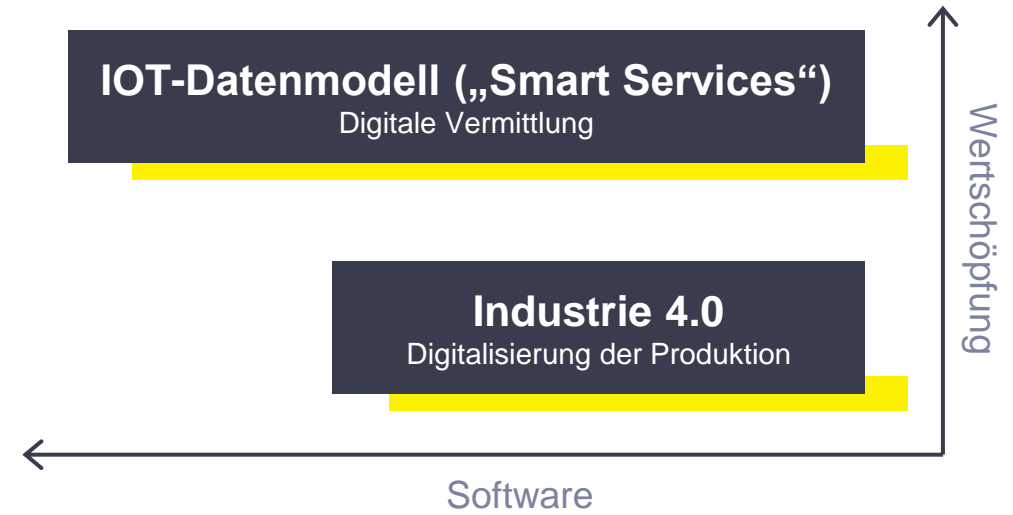 IOT-Datenmodell („Smart Services“)
Digitale Vermittlung
Wertschöpfung
Industrie 4.0
Digitalisierung der Produktion
Software